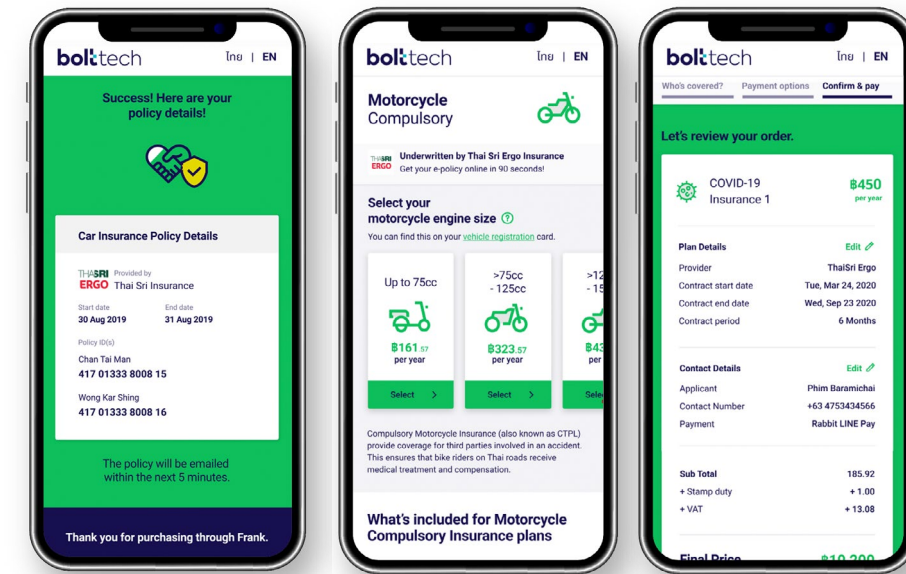 bolttech
ไทย | EN
Success! Here are your
policy details!
Car Insurance Policy Details
THAISRI
ERGO
Provided by
Thai Sri Insurance
Start date
End date
30 Aug 2019
31 Aug 2019
Policy ID(s)
Chan Tai Man
417 01333 8008 15
Wong Kar Shing
417 01333 8008 16
The policy will be emailed
within the next 5 minutes.
Thank you for purchasing through Frank.
bolttech
ไทย | EN
Motorcycle
Compulsory
THAISRI
ERGO
Underwritten by Thai Sri Ergo Insurance
Get your e-policy online in 90 seconds!
Select your
motorcycle engine size ?
You can find this on your vehicle registration card.
Up to 75cc
฿161.57
per year
Select >
>75cc
- 125cc
฿323.57
per year
Select >
>12
- 15
฿43
per
Sele
Compulsory Motorcycle Insurance (also known as CTPL)
provide coverage for third parties involved in an accident.
This ensures that bike riders on Thai roads receive
medical treatment and compensation.
What's included for Motorcycle
Compulsory Insurance plans
bolttech
ไทย | EN
Who's covered? Payment options Confirm & pay
Let's review your order.
COVID-19
Insurance 1
฿450
per year
Plan Details Edit
Provider ThaiSri Ergo
Contract start date Tue, Mar 24, 2020
Contract end date Wed, Sep 23 2020
Contract period 6 Months
Contact Details Edit
Applicant Phim Baramichai
Contact Number +63 4753434566
Payment Rabbit LINE Pay
Sub Total 185.92
+ Stamp duty + 1.00
+ VAT + 13.08
Final Price ฿10,200